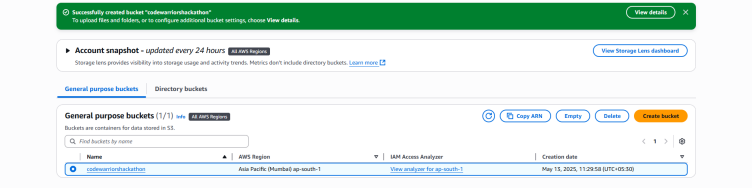 Successfully created bucket "codewarriorshackathon"
To upload files and folders, or to configure additional bucket settings, choose View details.
View details
Account snapshot - updated every 24 hours All AWS Regions
Storage lens provides visibility into storage usage and activity trends. Metrics don't include directory buckets. Learn more
View Storage Lens dashboard
General purpose buckets Directory buckets
General purpose buckets (1/1) Info All AWS Regions
Copy ARN Empty Delete Create bucket
Buckets are containers for data stored in S3.
Find buckets by name
1
Name AWS Region IAM Access Analyzer Creation date
codewarriorshackathon Asia Pacific (Mumbai) ap-south-1 View analyzer for ap-south-1 May 13, 2025, 11:29:58 (UTC+05:30)